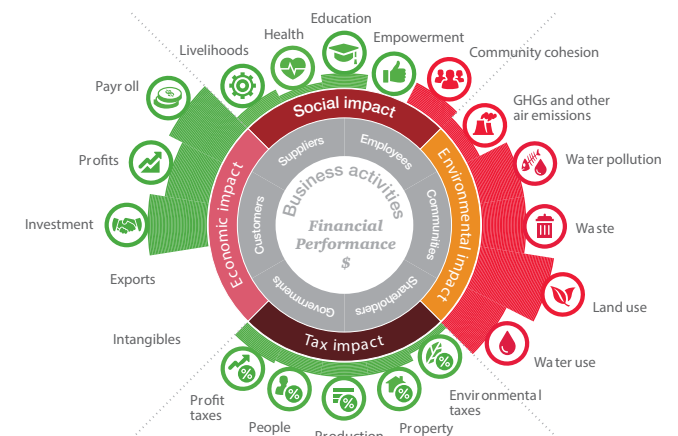 Education
Health
Empowerment
Livelihoods
Community cohesion
Payroll
GHGs and other
air emissions
Social impact
Profits
Water pollution
Suppliers
Employees
Economic impact
Environmental impact
Business activities
Customers
Communities
Investment
Financial
Performance
$
Waste
Exports
Governments
Shareholders
Land use
Intangibles
Tax impact
Water use
%
%
%
%
%
Profit
taxes
Environmental
taxes
People
Production
Property